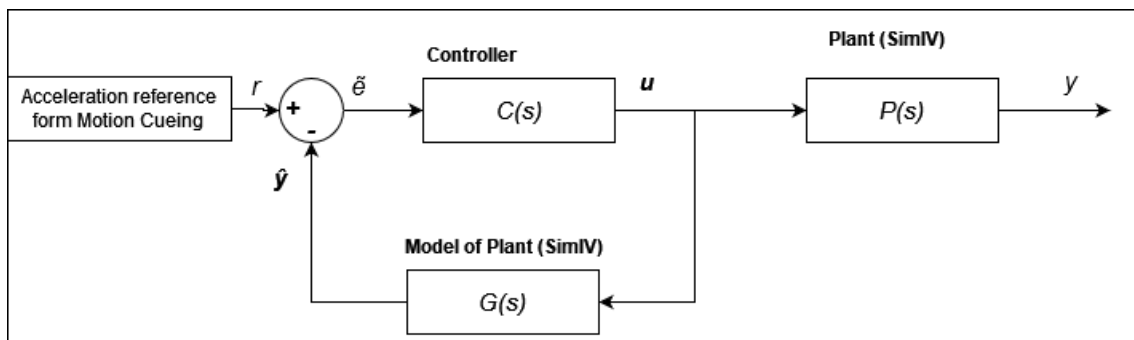 Plant (SimIV)
Controller
Acceleration reference
form Motion Cueing
r
+
-
ẽ
C(s)
u
P(s)
y
ŷ
Model of Plant (SimIV)
G(s)